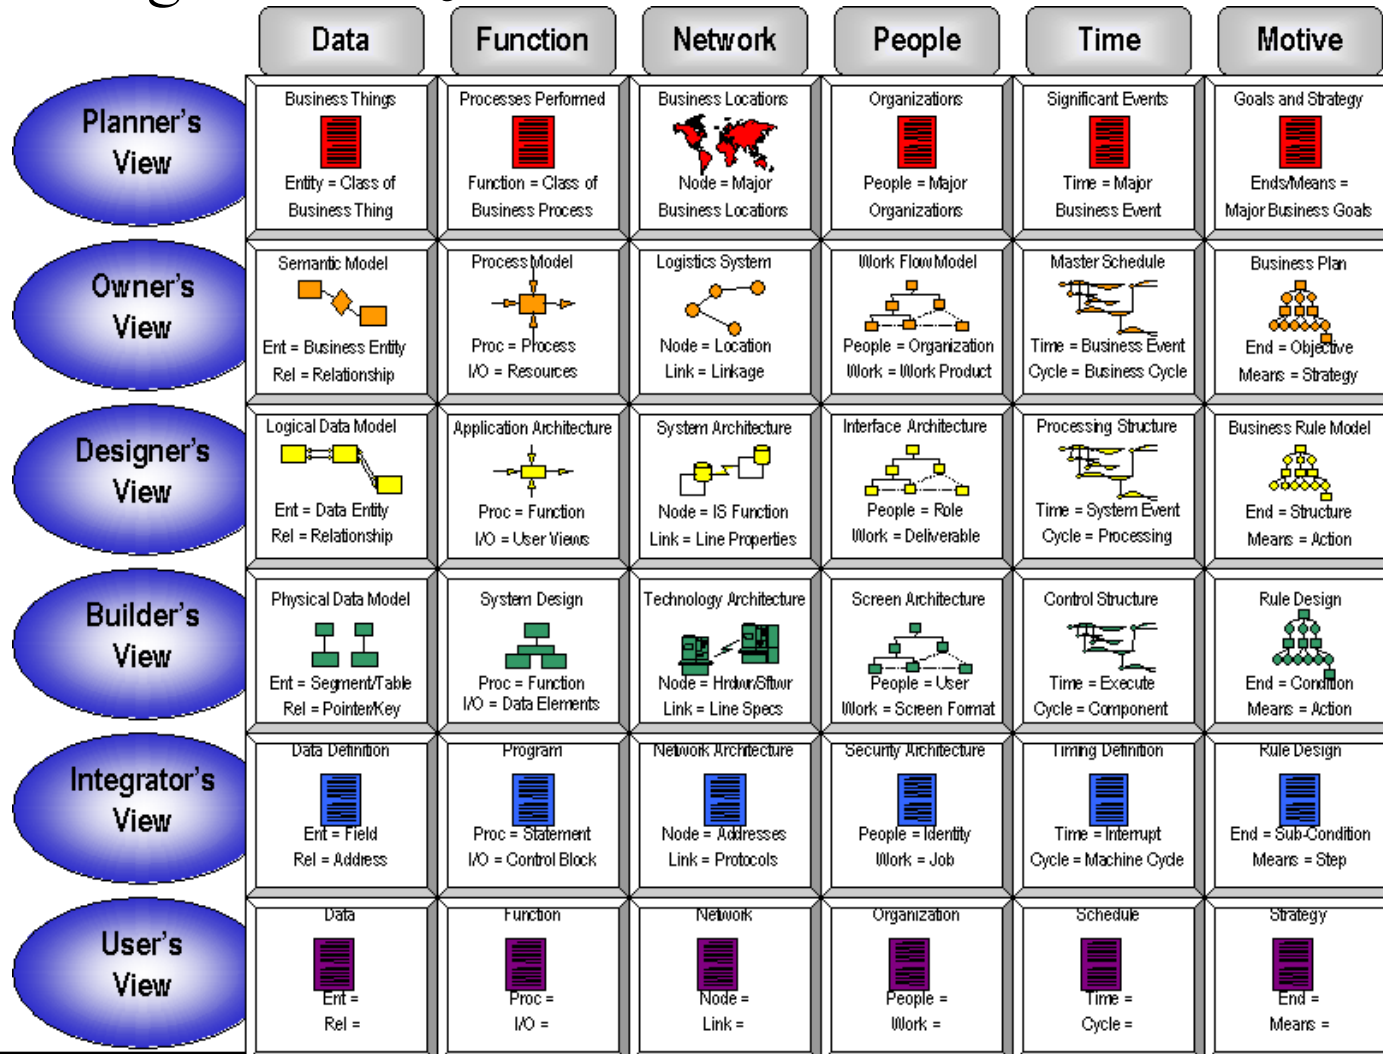 Data Function Network People Time Motive
Planner's
View
Business Things
Entity = Class of
Business Thing
Processes Performed
Function = Class of
Business Process
Business Locations
Node = Major
Business Locations
Organizations
People = Major
Organizations
Significant Events
Time = Major
Business Event
Goals and Strategy
Ends/Means =
Major Business Goals
Owner's
View
Semantic Model
Ent = Business Entity
Rel = Relationship
Process Model
Proc = Process
I/O = Resources
Logistics System
Node = Location
Link = Linkage
Work Flow Model
People = Organization
Work = Work Product
Master Schedule
Time = Business Event
Cycle = Business Cycle
Business Plan
End = Objective
Means = Strategy
Designer's
View
Logical Data Model
Ent = Data Entity
Rel = Relationship
Application Architecture
Proc = Function
I/O = User Views
System Architecture
Node = IS Function
Link = Line Properties
Interface Architecture
People = Role
Work = Deliverable
Processing Structure
Time = System Event
Cycle = Processing
Business Rule Model
End = Structure
Means = Action
Builder's
View
Physical Data Model
Ent = Segment/Table
Rel = Pointer/Key
System Design
Proc = Function
I/O = Data Elements
Technology Architecture
Node = Hrdwr/Sftwr
Link = Line Specs
Screen Architecture
People = User
Work = Screen Format
Control Structure
Time = Execute
Cycle = Component
Rule Design
End = Condition
Means = Action
Integrator's
View
Data Definition
Ent = Field
Rel = Address
Program
Proc = Statement
I/O = Control Block
Network Architecture
Node = Addresses
Link = Protocols
Security Architecture
People = Identity
Work = Job
Timing Definition
Time = Interrupt
Cycle = Machine Cycle
Rule Design
End = Sub-Condition
Means = Step
User's
View
Data
Ent =
Rel =
Function
Proc =
I/O =
Network
Node =
Link =
Organization
People =
Work =
Schedule
Time =
Cycle =
Strategy
End =
Means =